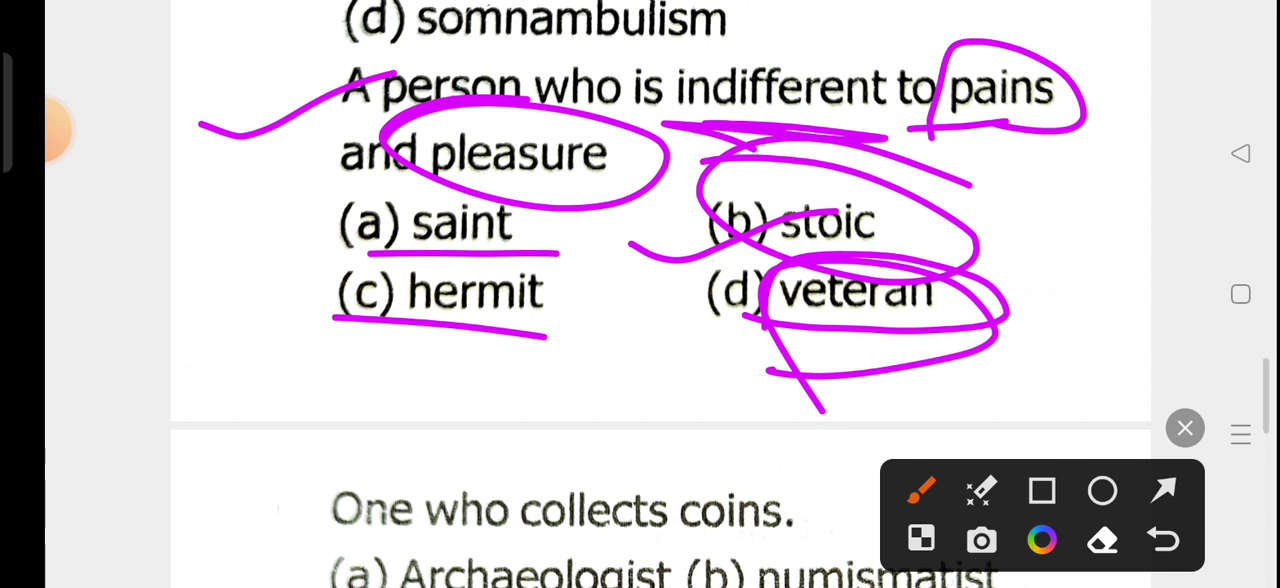 (d) somnambulism
A person who is indifferent to pains
and pleasure
(a) saint (b) stoic
(c) hermit (d) veteran
One who collects coins.
(a) Archaeologist (b) numismatist